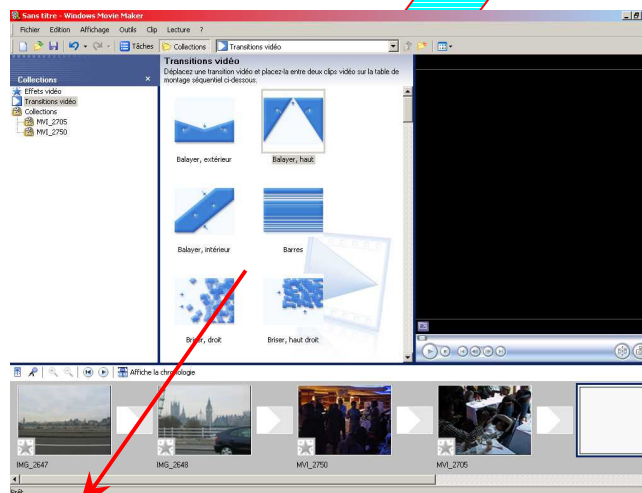 Sans titre - Windows Movie Maker
Fichier Edition Affichage Outils Clip Lecture ?
Tâches Collections Transitions vidéo
Collections ×
Effets vidéo
Transitions vidéo
Collections
MVI_2705
MVI_2750
Transitions vidéo
Déplacez une transition vidéo et placez-la entre deux clips vidéo sur la table de
montage séquentiel ci-dessous.
Balayer, extérieur
Balayer, haut
Balayer, intérieur
Barres
Briser, droit
Briser, haut droit
Affiche la chronologie
IMG_2647
IMG_2648
MVI_2750
MVI_2705
Prêt